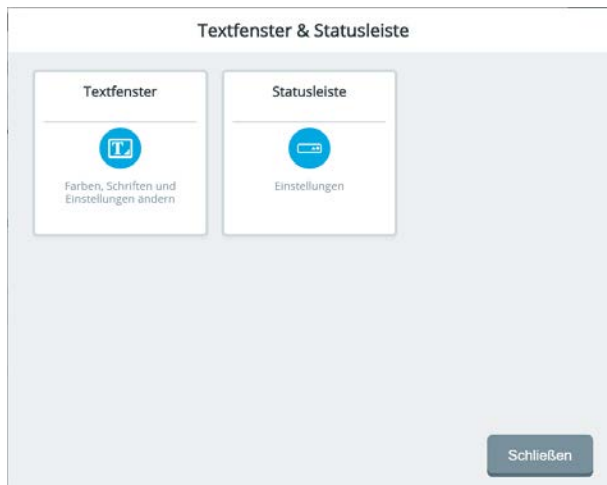 Textfenster & Statusleiste
Textfenster
Farben, Schriften und
Einstellungen ändern
Statusleiste
Einstellungen
Schließen